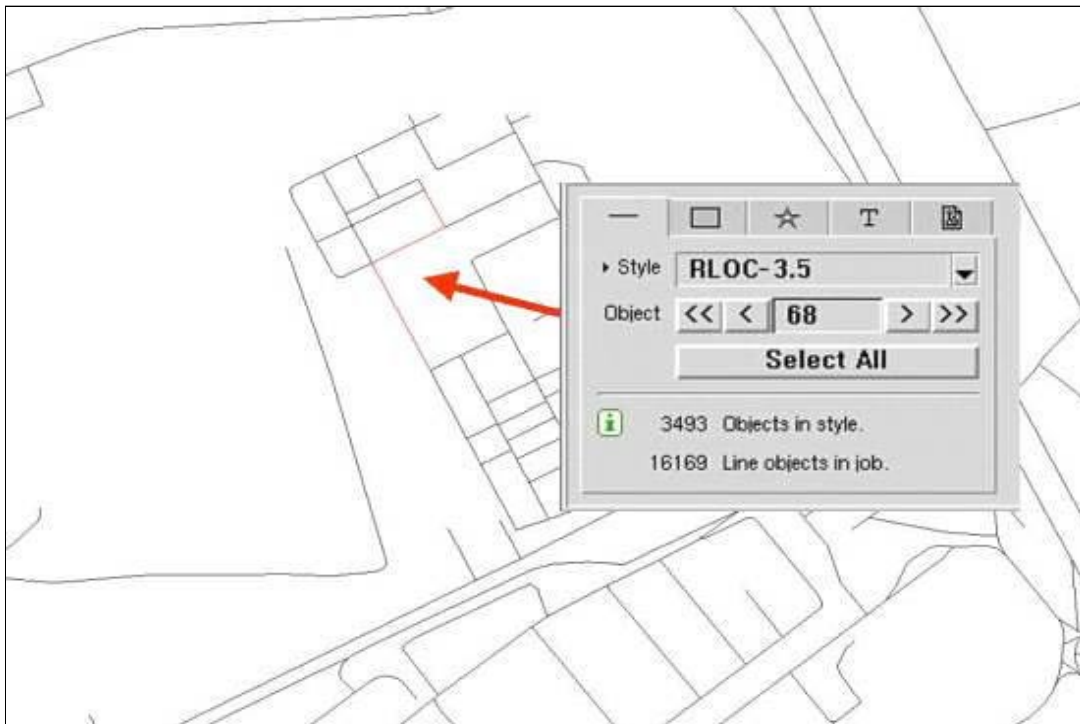 T
Style RLOC-3.5
Object << < 68 > >>
Select All
3493 Objects in style.
16169 Line objects in job.